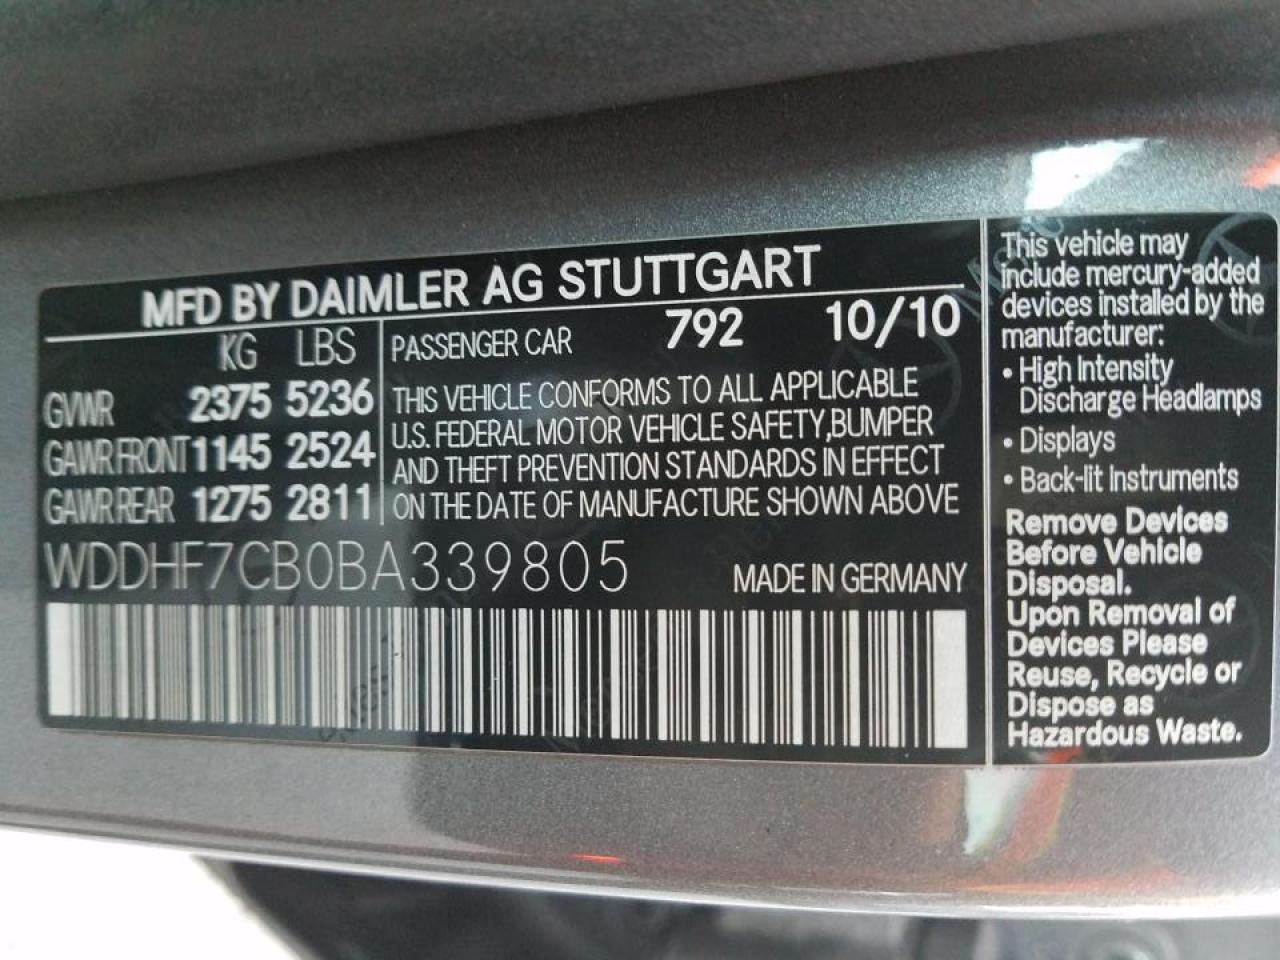 MFD BY DAIMLER AG STUTTGART
KG LBS
GVWR 2375 5236
GAWR FRONT 1145 2524
GAWR REAR 1275 2811
PASSENGER CAR 792 10/10
THIS VEHICLE CONFORMS TO ALL APPLICABLE
U.S. FEDERAL MOTOR VEHICLE SAFETY,BUMPER
AND THEFT PREVENTION STANDARDS IN EFFECT
ON THE DATE OF MANUFACTURE SHOWN ABOVE
WDDHF7CB0BA339805 MADE IN GERMANY
This vehicle may
include mercury-added
devices installed by the
manufacturer:
• High Intensity
Discharge Headlamps
• Displays
• Back-lit Instruments
Remove Devices
Before Vehicle
Disposal.
Upon Removal of
Devices Please
Reuse, Recycle or
Dispose as
Hazardous Waste.